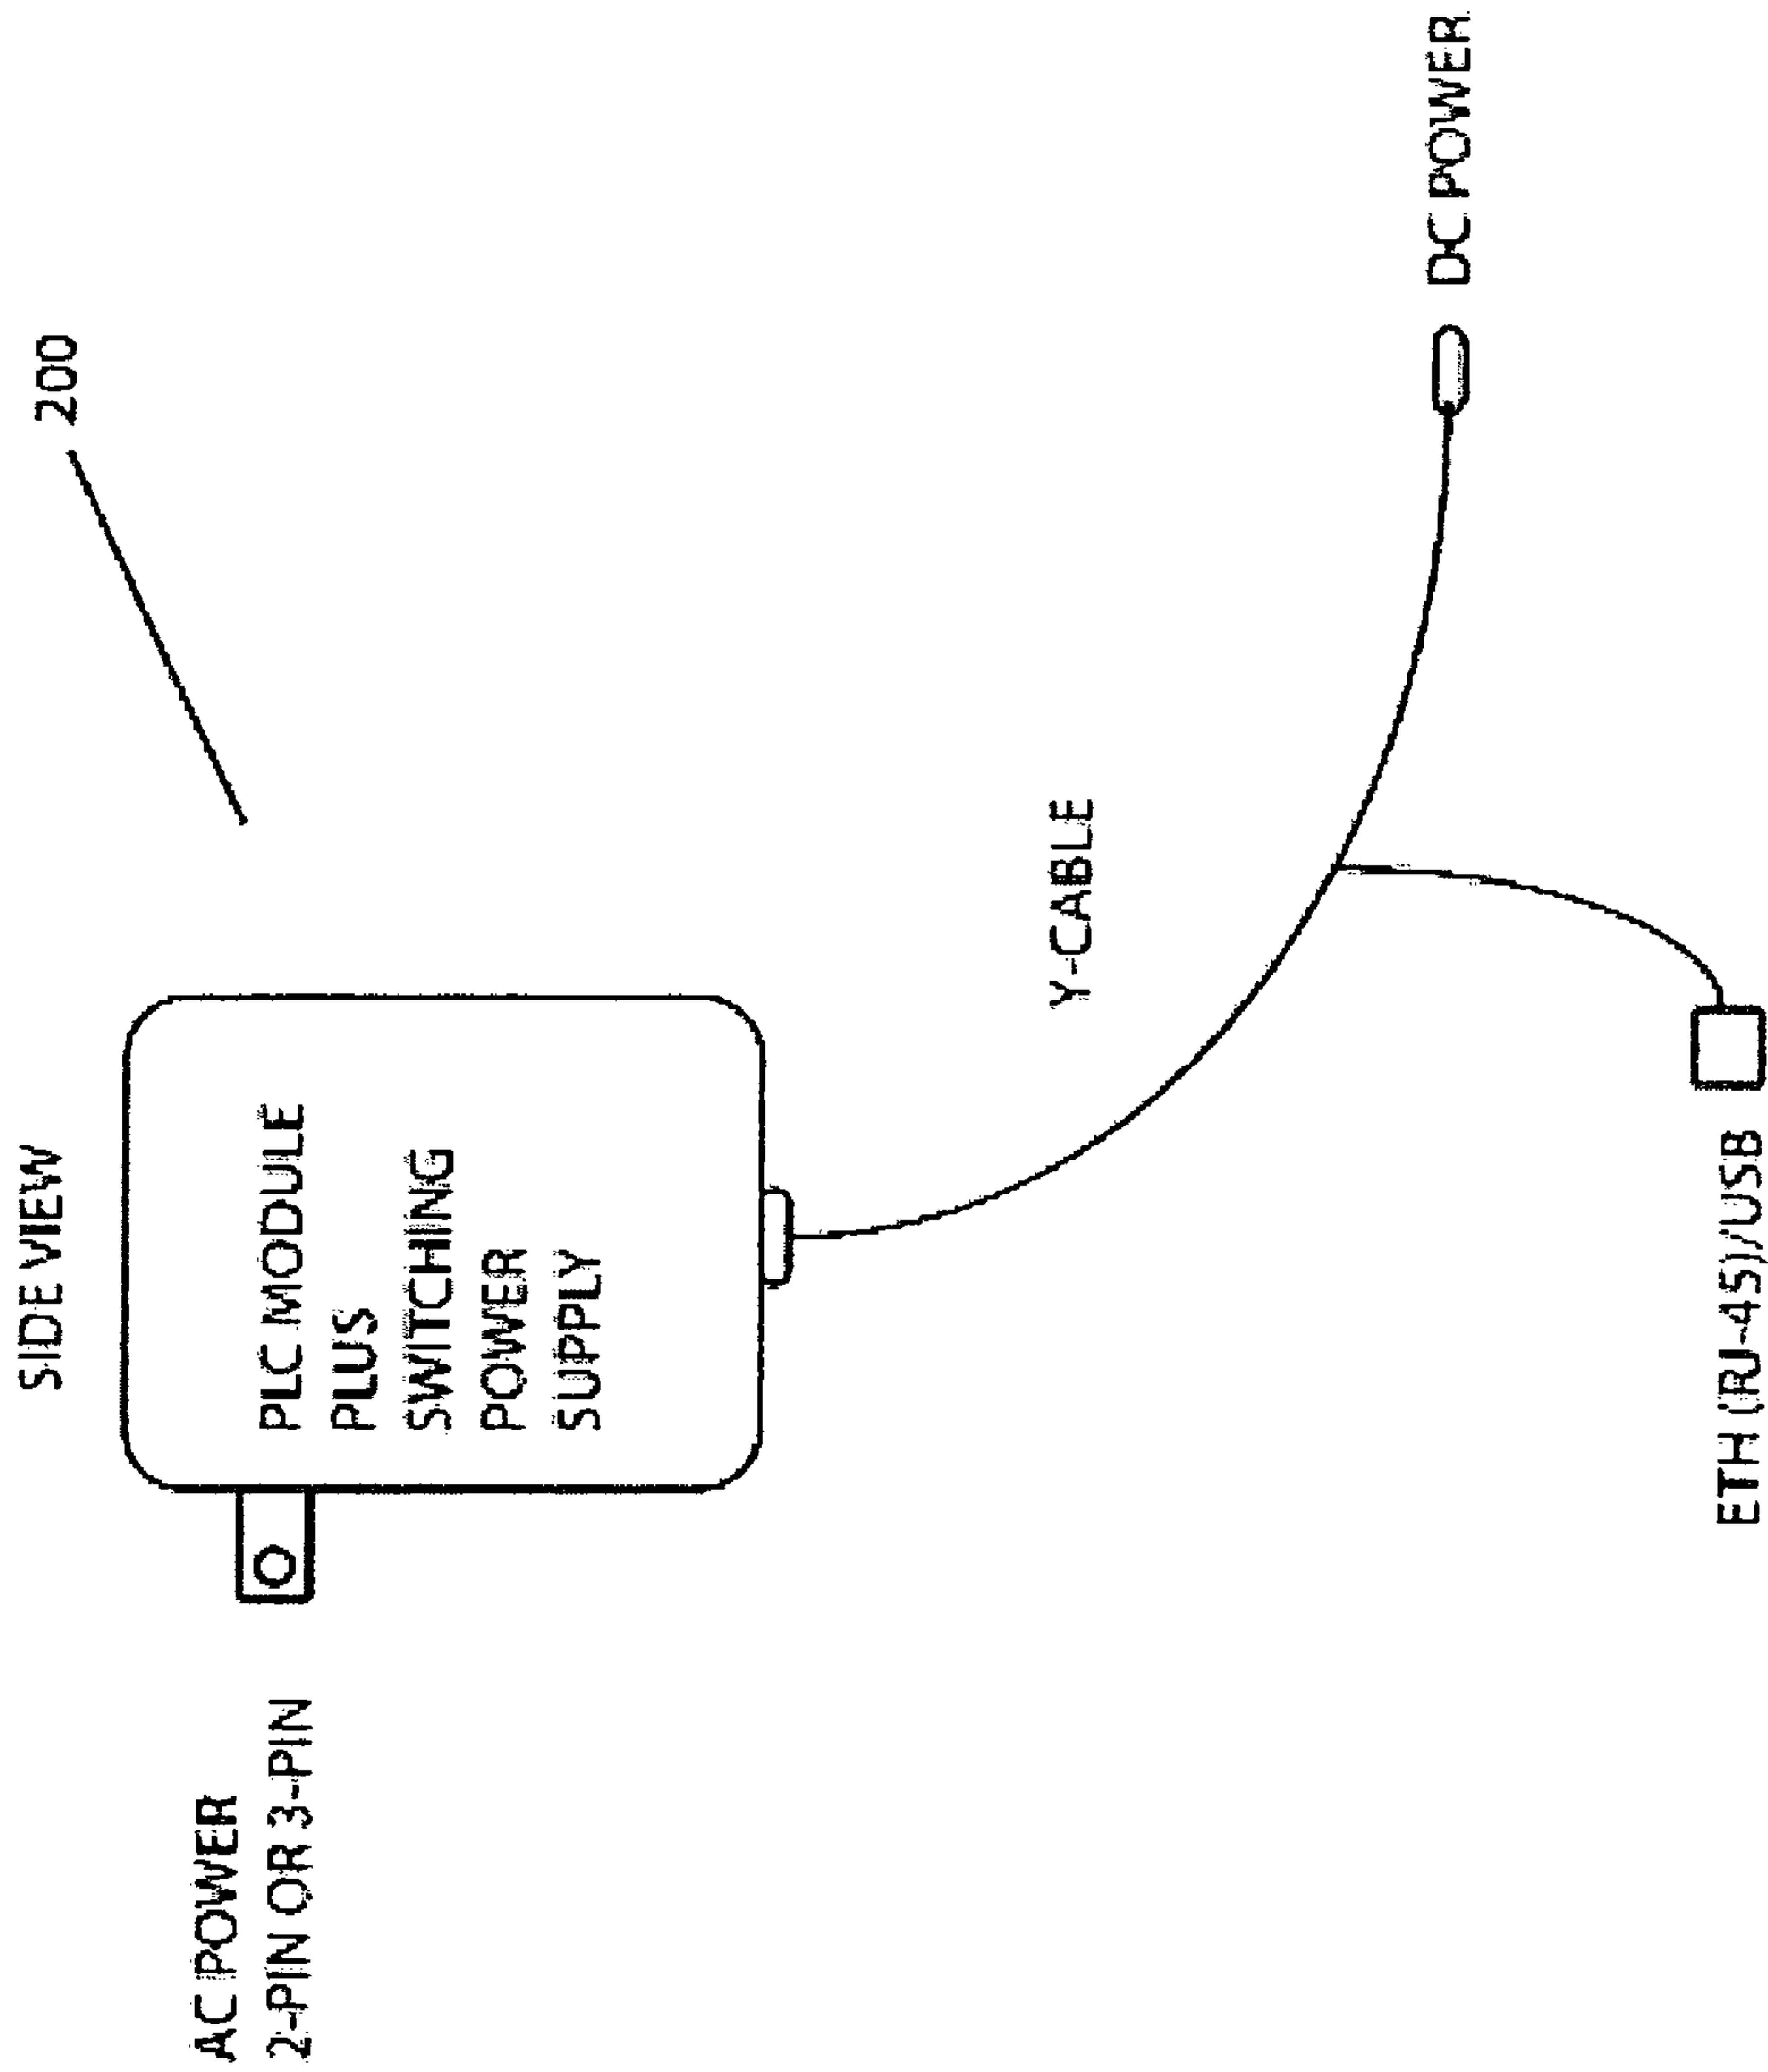 SIDE VIEW
200
AC POWER
2-PIN OR 3-PIN
PLC MODULE
PLUS
SWITCHING
POWER
SUPPLY
Y-CABLE
DC POWER
ETH (RJ-45)/USB